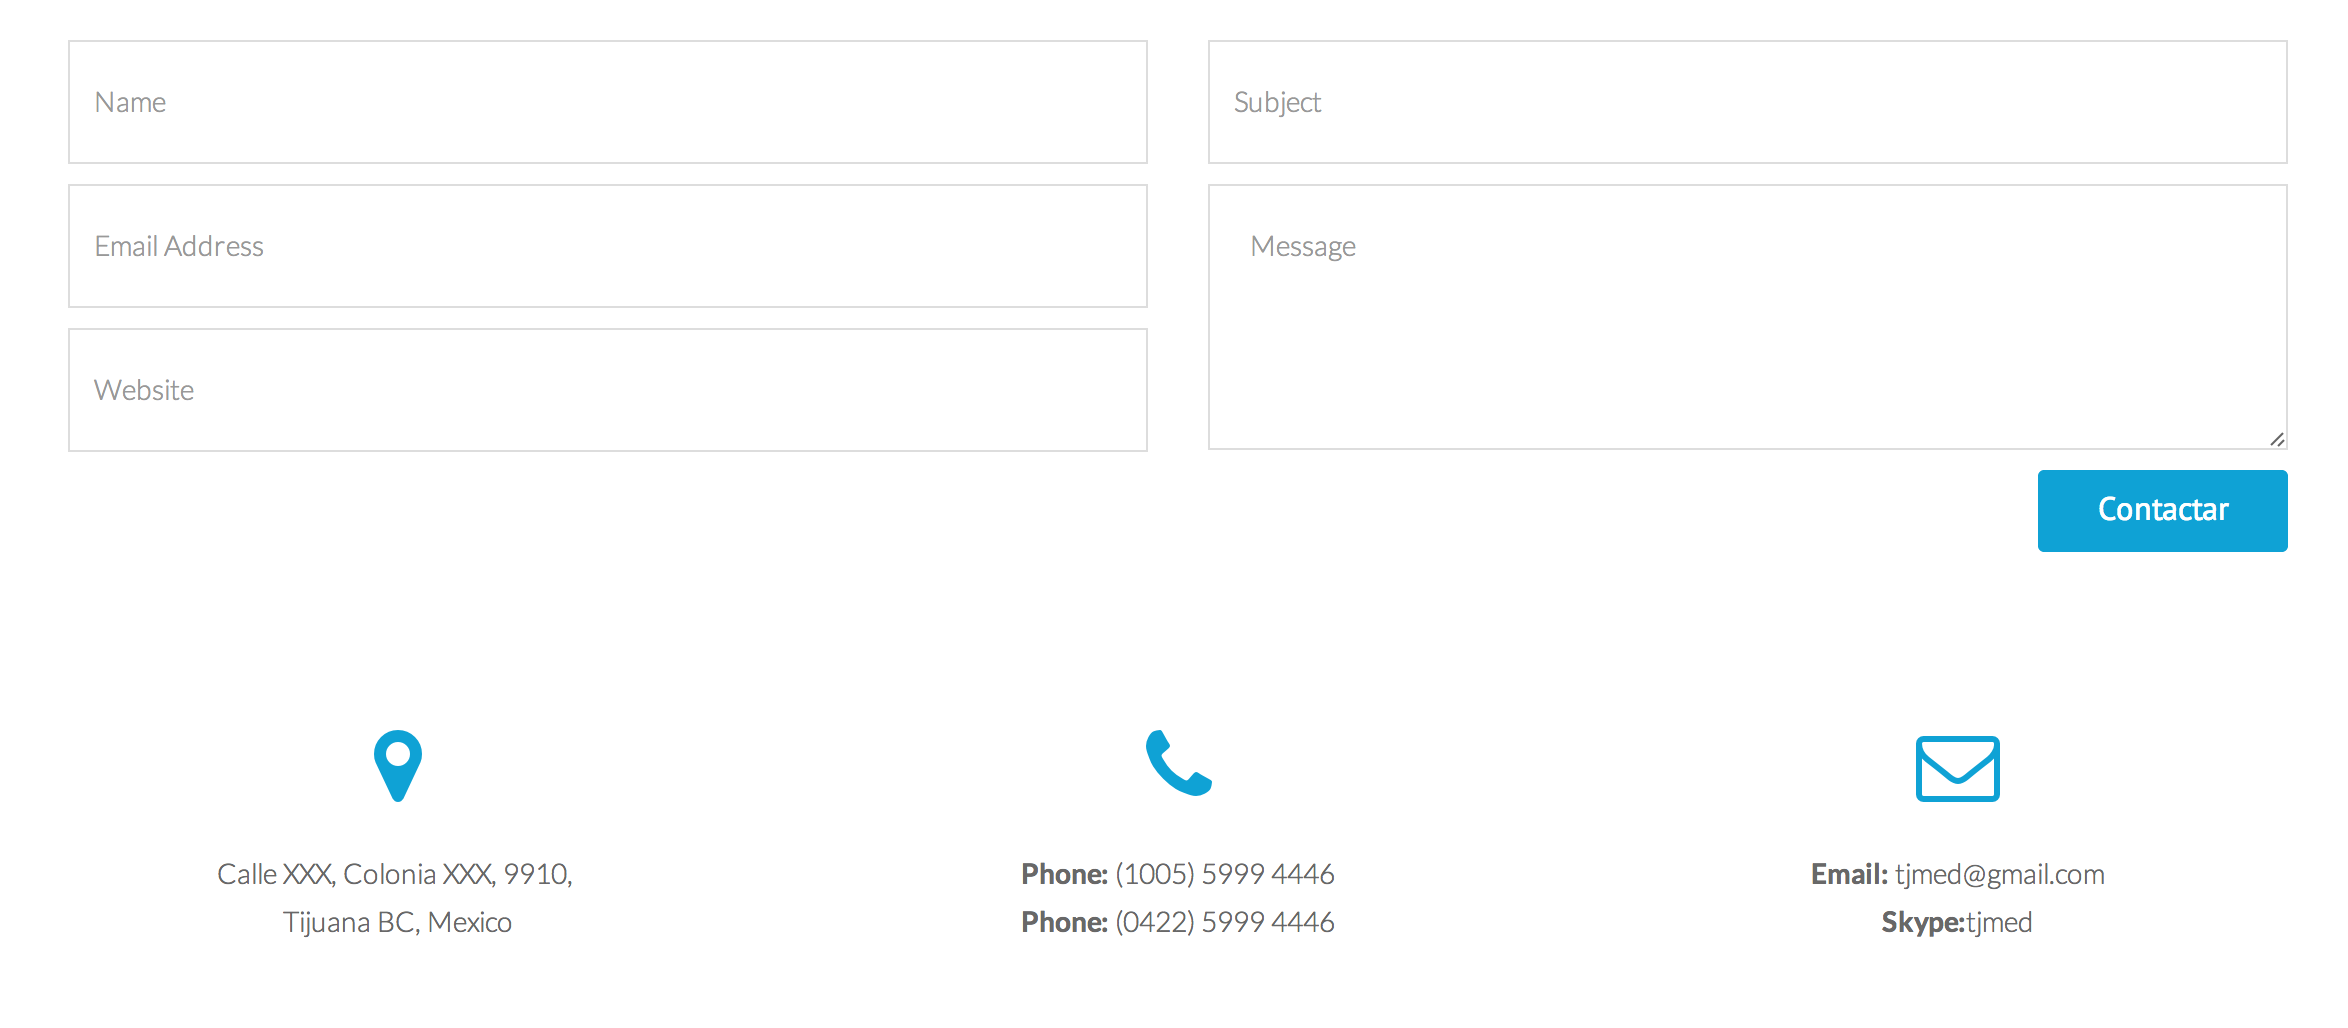 Name
Email Address
Website
Subject
Message
Contactar
Calle XXX, Colonia XXX, 9910,
Tijuana BC, Mexico
Phone: (1005) 5999 4446
Phone: (0422) 5999 4446
Email: tjmed@gmail.com
Skype:tjmed